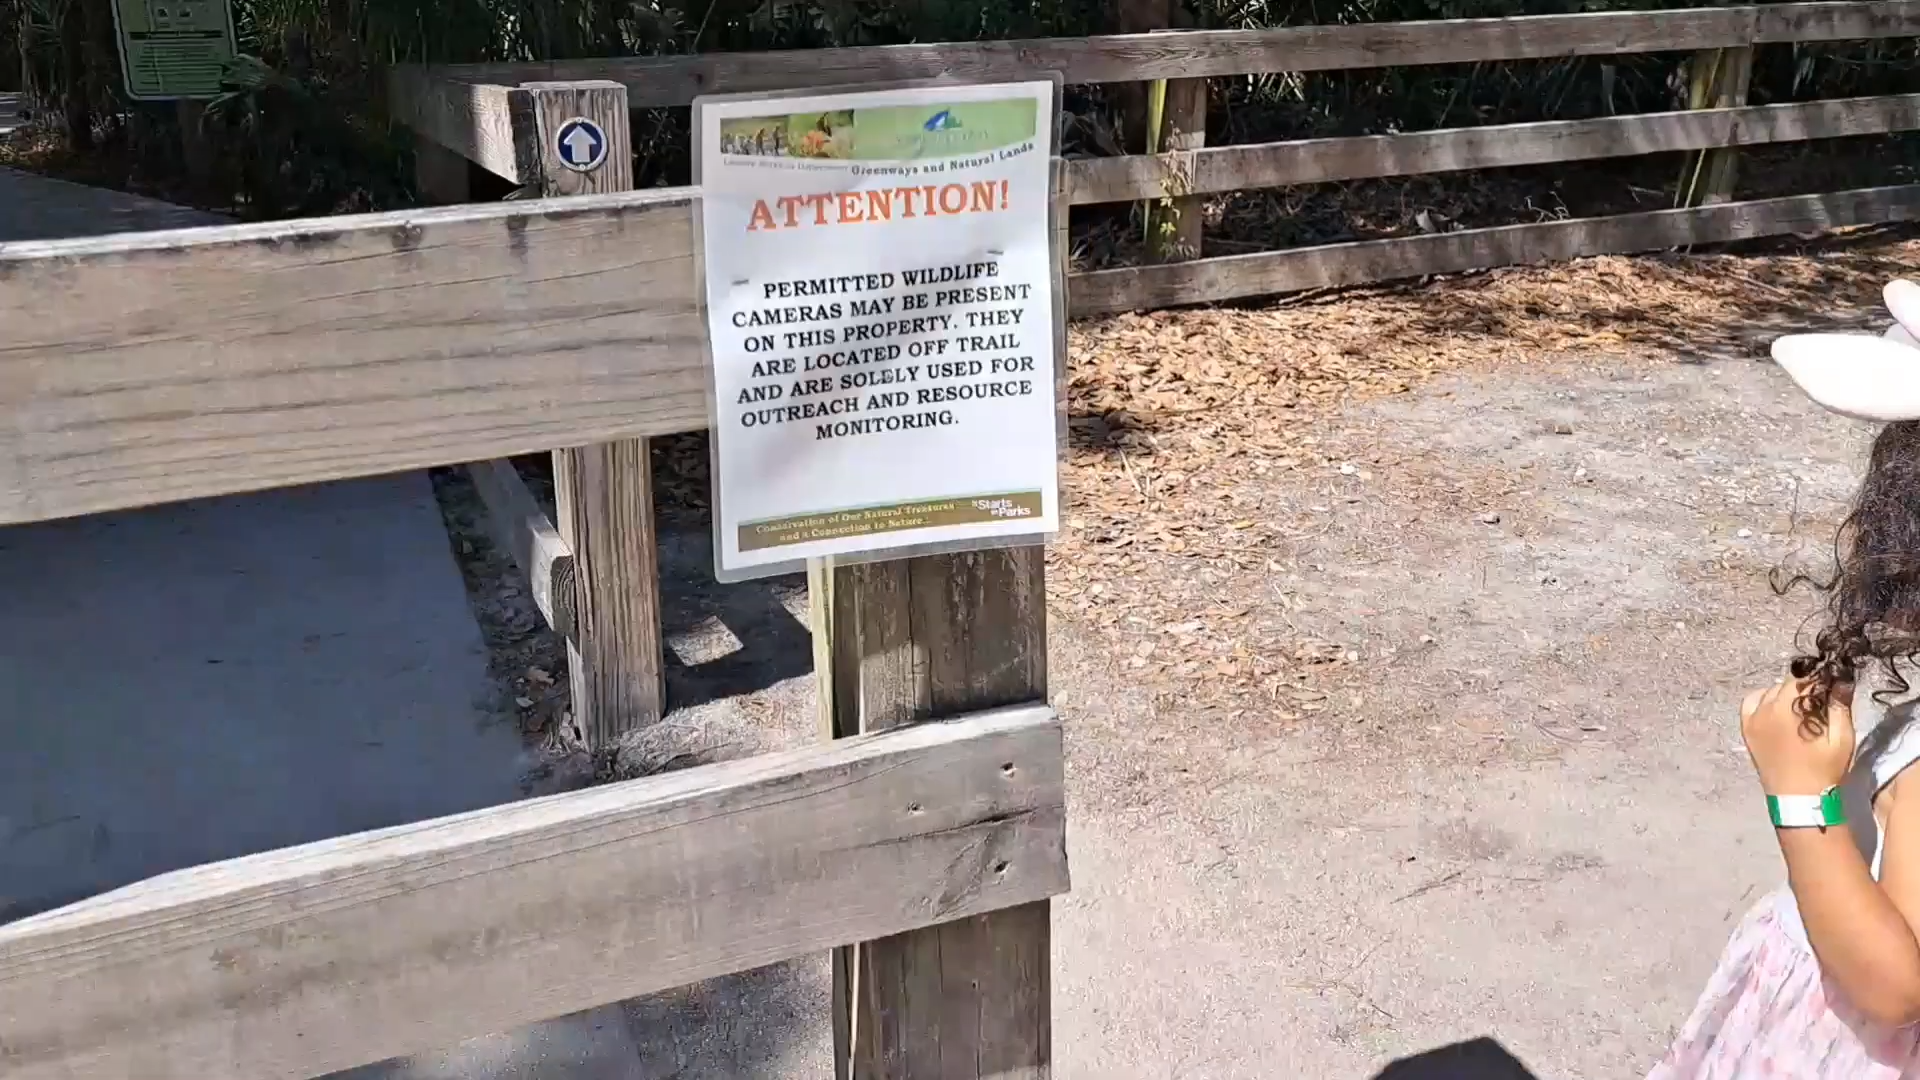 Greenways and Natural Lands
ATTENTION!
PERMITTED WILDLIFE
CAMERAS MAY BE PRESENT
ON THIS PROPERTY. THEY
ARE LOCATED OFF TRAIL
AND ARE SOLELY USED FOR
OUTREACH AND RESOURCE
MONITORING.
Conservation of Our Natural Treasures
and a Connection to Nature...
It Starts
in Parks